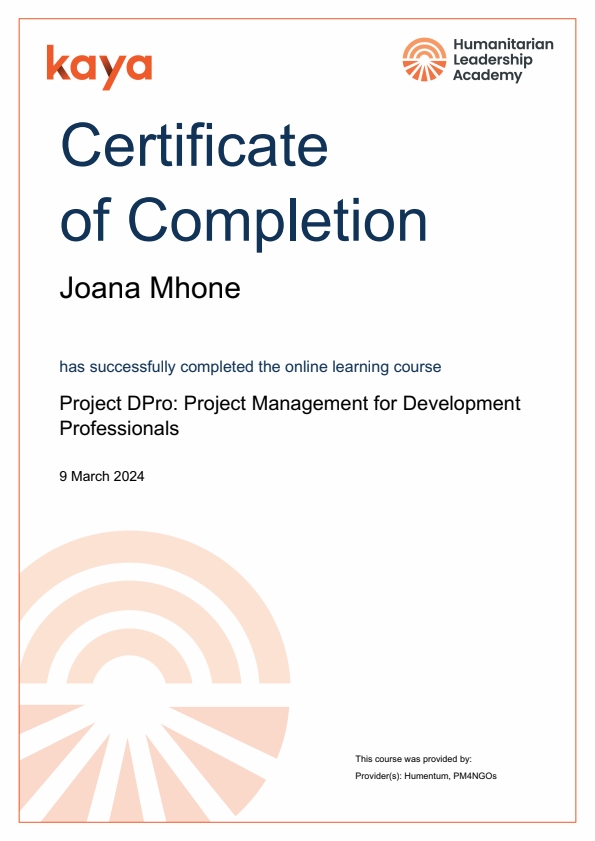 kaya
Humanitarian
Leadership
Academy
Certificate
of Completion
Joana Mhone
has successfully completed the online learning course
Project DPro: Project Management for Development
Professionals
9 March 2024
This course was provided by:
Provider(s): Humentum, PM4NGOs